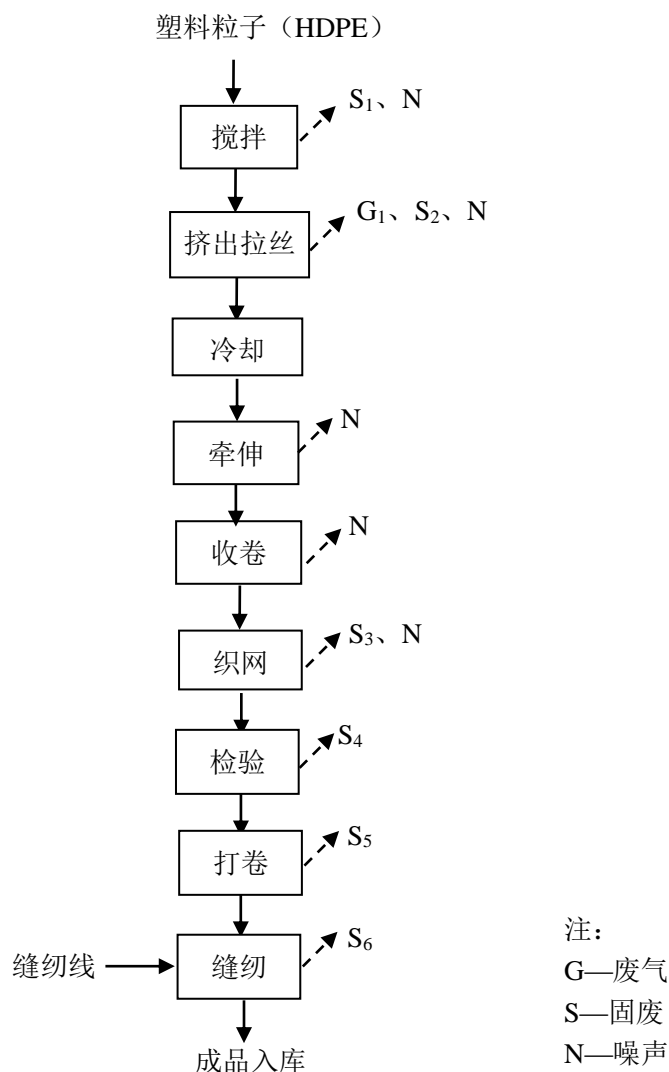 塑料粒子（HDPE）
S₁、N
搅拌
G₁、S₂、N
挤出拉丝
冷却
N
牵伸
N
收卷
S₃、N
织网
S₄
检验
S₅
打卷
S₆
缝纫线
缝纫
成品入库
注：
G—废气
S—固废
N—噪声